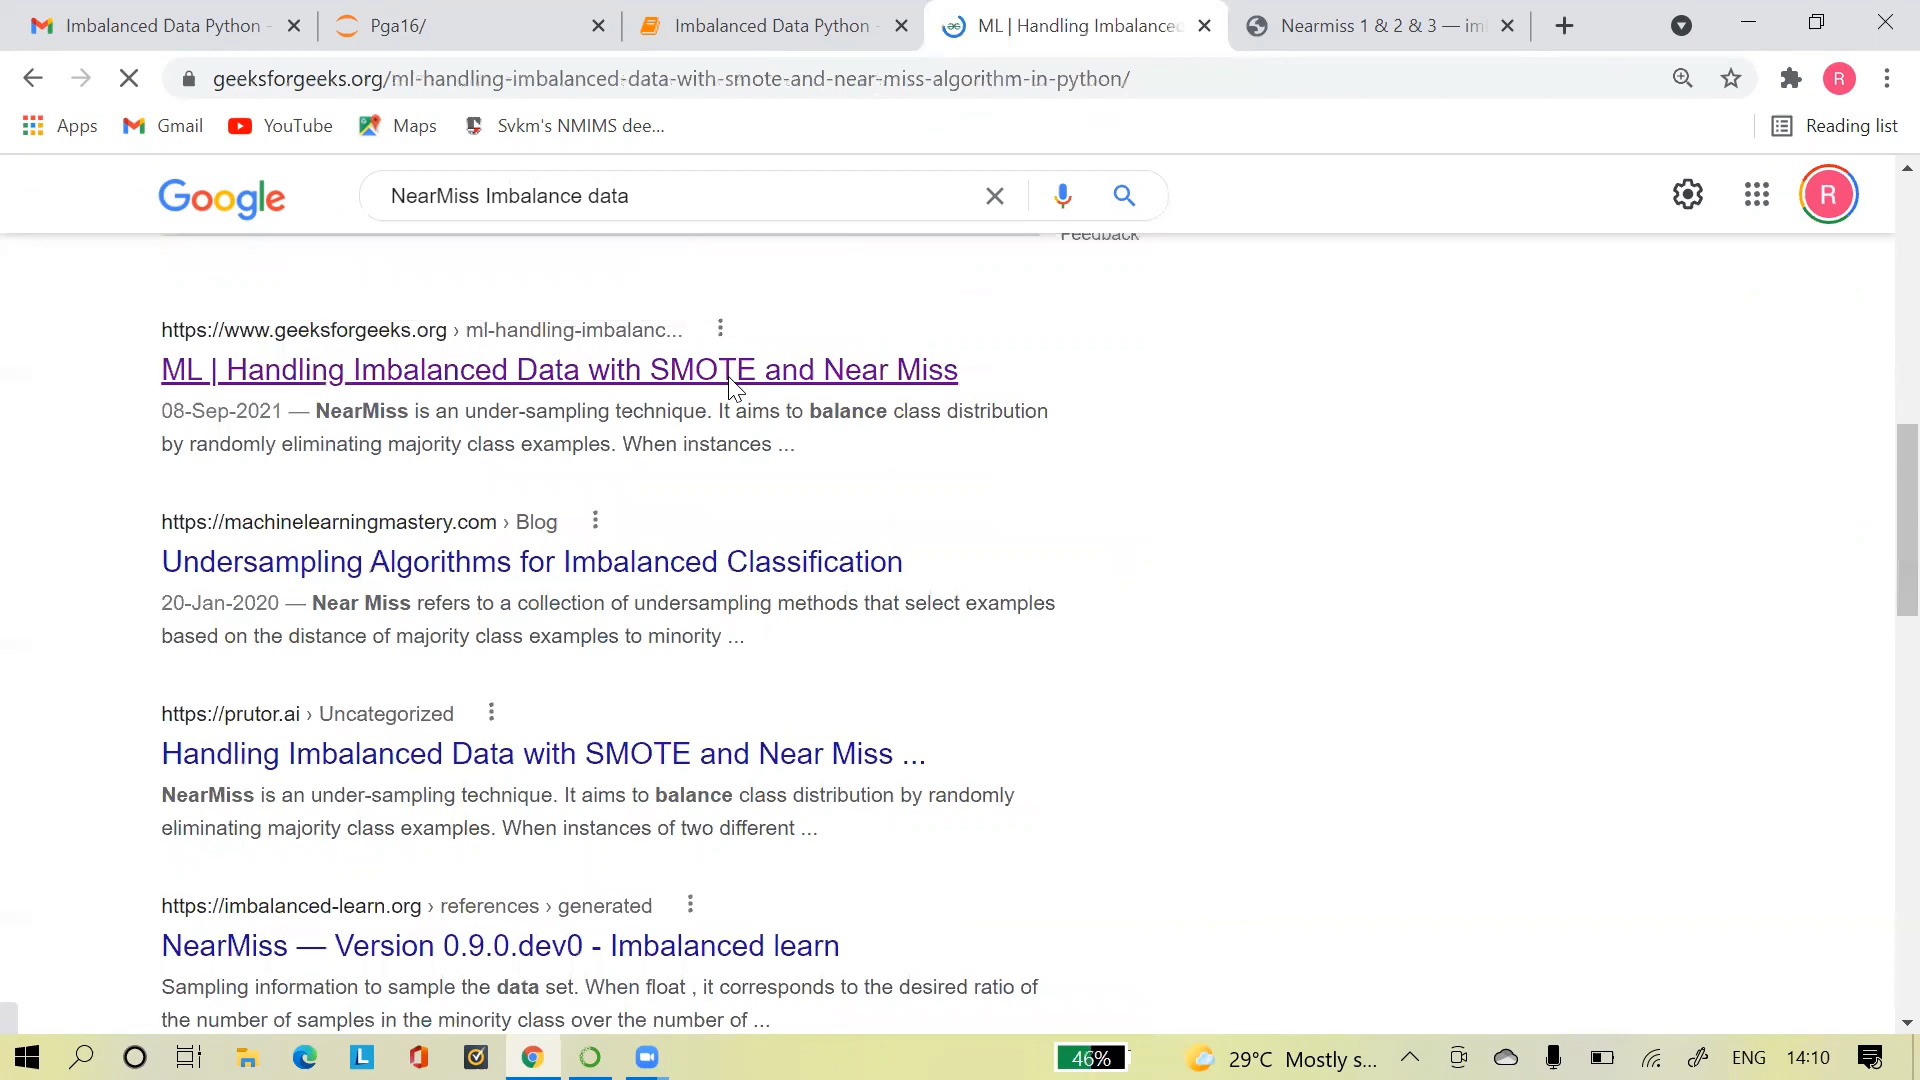 Imbalanced Data Python -
Pga16/
Imbalanced Data Python -
ML | Handling Imbalanced
Nearmiss 1 & 2 & 3 — im
geeksforgeeks.org/ml-handling-imbalanced-data-with-smote-and-near-miss-algorithm-in-python/
R
Apps
Gmail
YouTube
Maps
Svkm's NMIMS dee...
Reading list
Google
NearMiss Imbalance data
R
Feedback
https://www.geeksforgeeks.org › ml-handling-imbalanc...
ML | Handling Imbalanced Data with SMOTE and Near Miss
08-Sep-2021 — NearMiss is an under-sampling technique. It aims to balance class distribution
by randomly eliminating majority class examples. When instances ...
https://machinelearningmastery.com › Blog
Undersampling Algorithms for Imbalanced Classification
20-Jan-2020 — Near Miss refers to a collection of undersampling methods that select examples
based on the distance of majority class examples to minority ...
https://prutor.ai › Uncategorized
Handling Imbalanced Data with SMOTE and Near Miss ...
NearMiss is an under-sampling technique. It aims to balance class distribution by randomly
eliminating majority class examples. When instances of two different ...
https://imbalanced-learn.org › references › generated
NearMiss — Version 0.9.0.dev0 - Imbalanced learn
Sampling information to sample the data set. When float , it corresponds to the desired ratio of
the number of samples in the minority class over the number of ...
L
46%
29°C Mostly s...
ENG
14:10